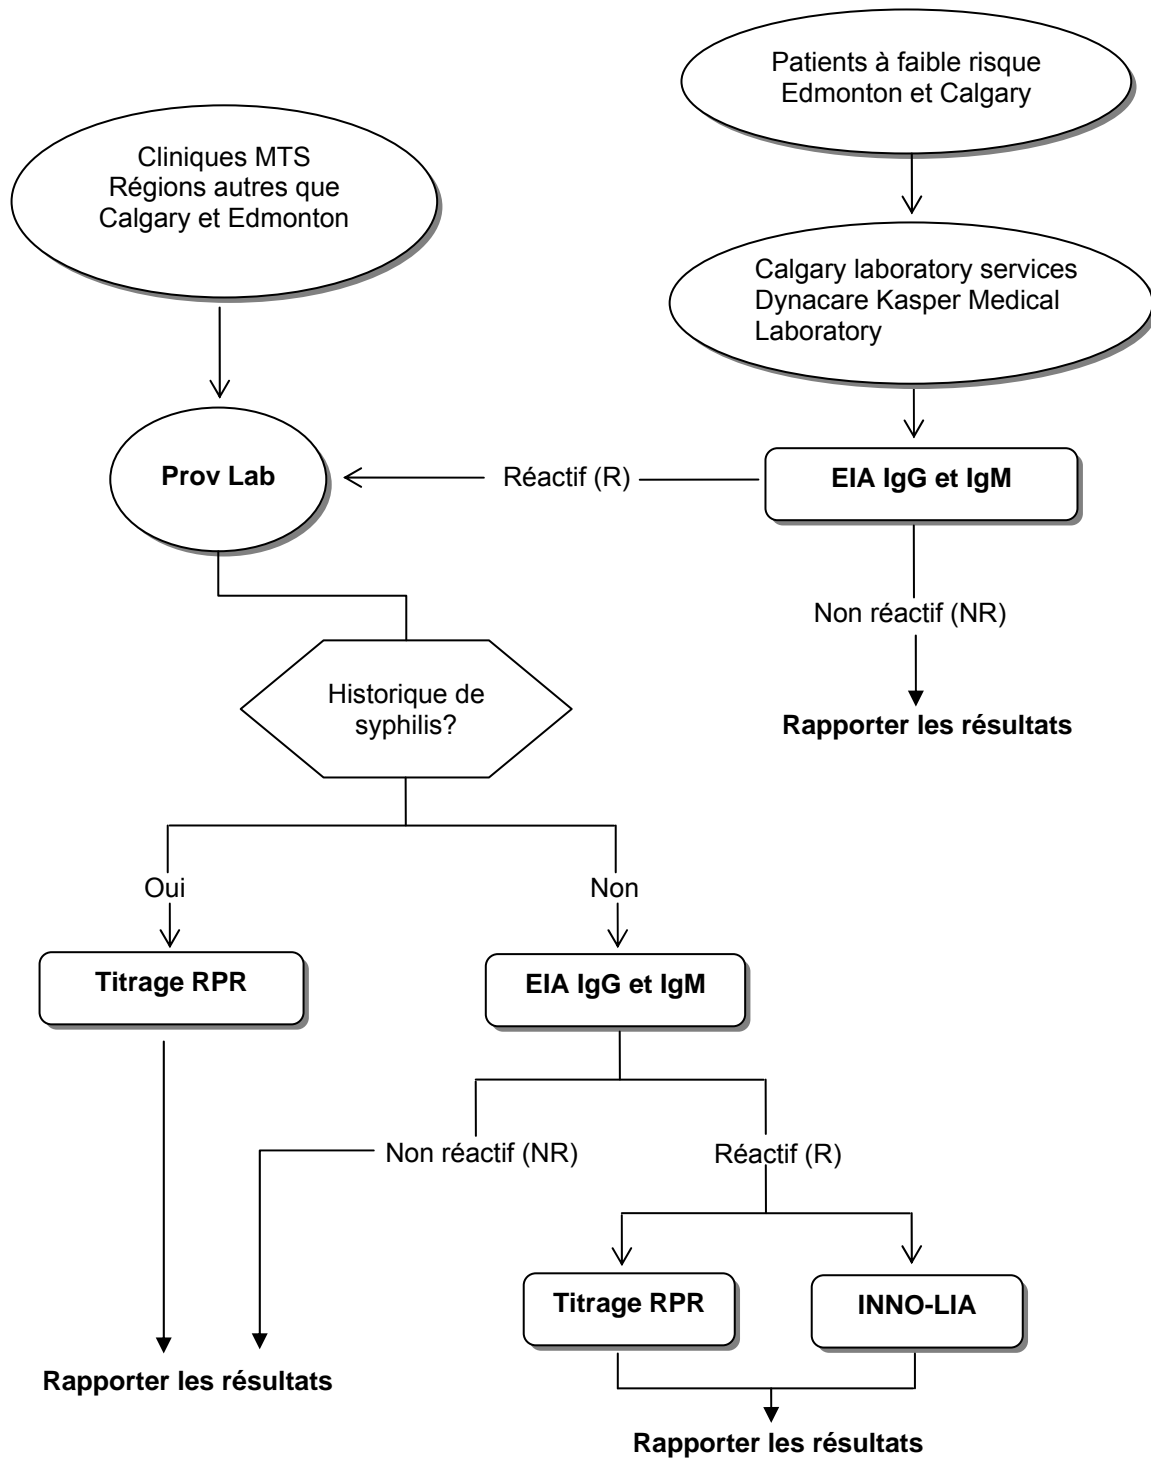 Patients à faible risque
Edmonton et Calgary
Cliniques MTS
Régions autres que
Calgary et Edmonton
Calgary laboratory services
Dynacare Kasper Medical
Laboratory
Prov Lab
Réactif (R)
EIA IgG et IgM
Non réactif (NR)
Historique de
syphilis?
Rapporter les résultats
Oui
Non
Titrage RPR
EIA IgG et IgM
Non réactif (NR)
Réactif (R)
Titrage RPR
INNO-LIA
Rapporter les résultats
Rapporter les résultats